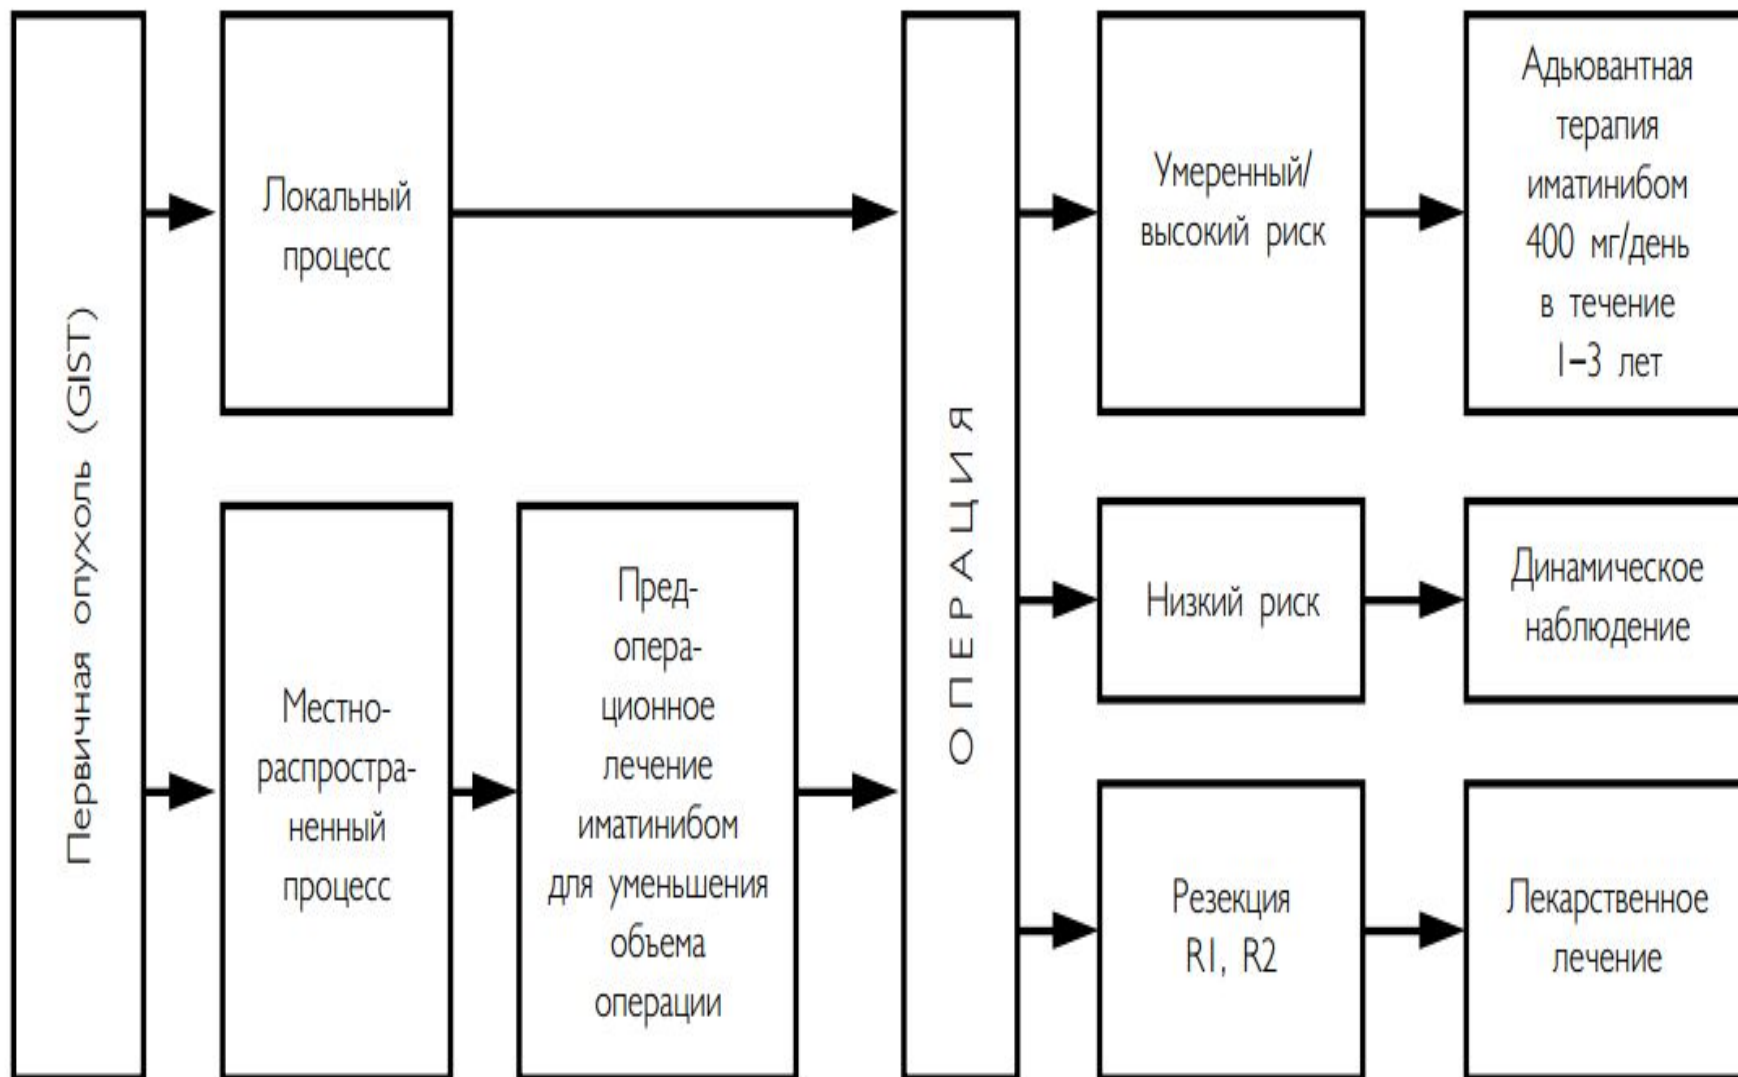 Первичная опухоль (GIST)
Локальный
процесс
Местно-
распростра-
ненный
процесс
Пред-
опера-
ционное
лечение
иматинибом
для уменьшения
объема
операции
ОПЕРАЦИЯ
Умеренный/
высокий риск
Адьювантная
терапия
иматинибом
400 мг/день
в течение
1–3 лет
Низкий риск
Динамическое
наблюдение
Резекция
R1, R2
Лекарственное
лечение